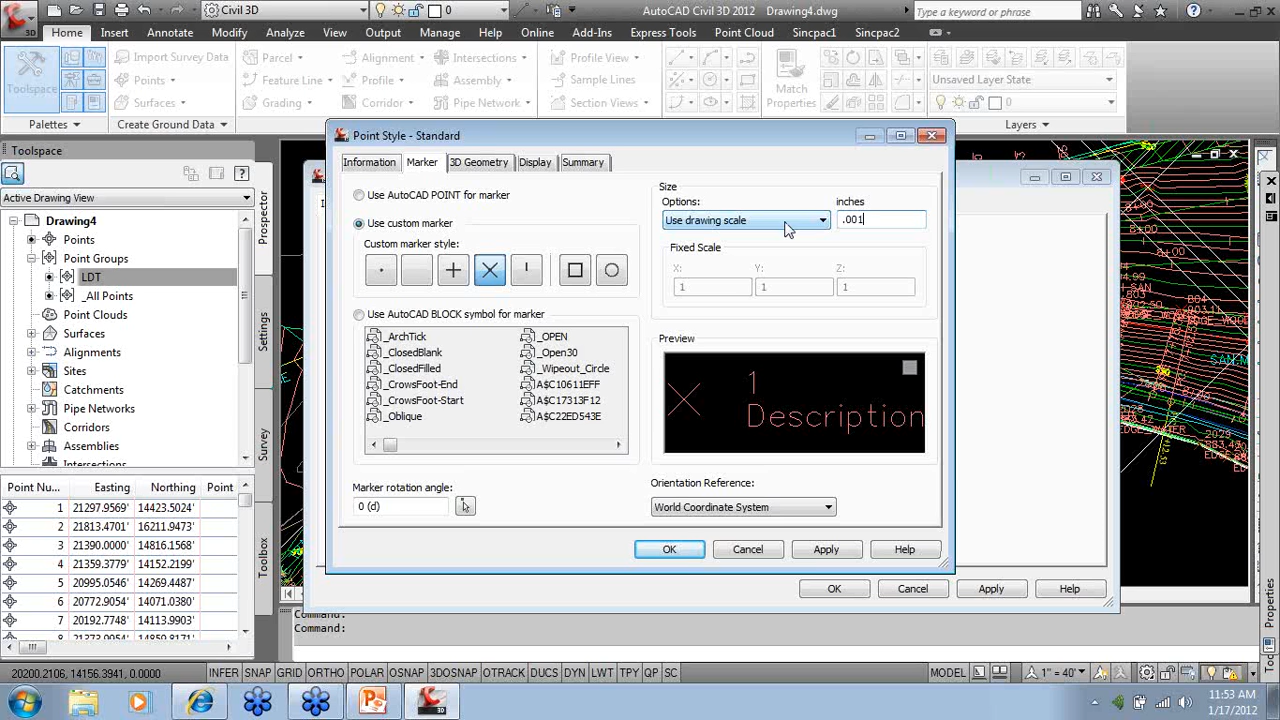 Civil 3D
0
AutoCAD Civil 3D 2012 Drawing4.dwg
Type a keyword or phrase
3D
Home Insert Annotate Modify Analyze View Output Manage Help Online Add-Ins Express Tools Point Cloud Sincpac1 Sincpac2
Toolspace
Import Survey Data
Points
Surfaces
Parcel
Feature Line
Grading
Alignment
Profile
Corridor
Intersections
Assembly
Pipe Network
Profile View
Sample Lines
Section Views
Match
Properties
Unsaved Layer State
0
Palettes
Create Ground Data
Layers
Toolspace
Active Drawing View
Drawing4
Points
Point Groups
LDT
_All Points
Point Clouds
Surfaces
Alignments
Sites
Catchments
Pipe Networks
Corridors
Assemblies
Intersections
Prospector
Settings
Survey
Toolbox
Point Nu... Easting Northing Point
1 21297.9569' 14423.5024'
2 21813.4701' 16211.9473'
3 21390.0000' 14816.1568'
4 21359.3779' 14152.2169'
5 20995.0546' 14269.4487'
6 20772.9054' 14071.0380'
7 20192.7748' 14113.9903'
8 21373.9954' 14859.8171'
Point Style - Standard
Information Marker 3D Geometry Display Summary
Use AutoCAD POINT for marker
Use custom marker
Custom marker style:
Use AutoCAD BLOCK symbol for marker
_ArchTick
_ClosedBlank
_ClosedFilled
_CrowsFoot-End
_CrowsFoot-Start
_Oblique
_OPEN
_Open30
_Wipeout_Circle
A$C10611EFF
A$C17313F12
A$C22ED543E
Marker rotation angle:
0 (d)
Size
Options:
inches
Use drawing scale
.001
Fixed Scale
X: Y: Z:
1 1 1
Preview
1
Description
Orientation Reference:
World Coordinate System
OK Cancel Apply Help
OK Cancel Apply Help
Properties
Command:
Command:
20200.2106, 14156.3941, 0.0000
INFER SNAP GRID ORTHO POLAR OSNAP 3DOSNAP OTRACK DUCS DYN LWT TPY QP SC
MODEL
1" = 40'
11:53 AM
1/17/2012